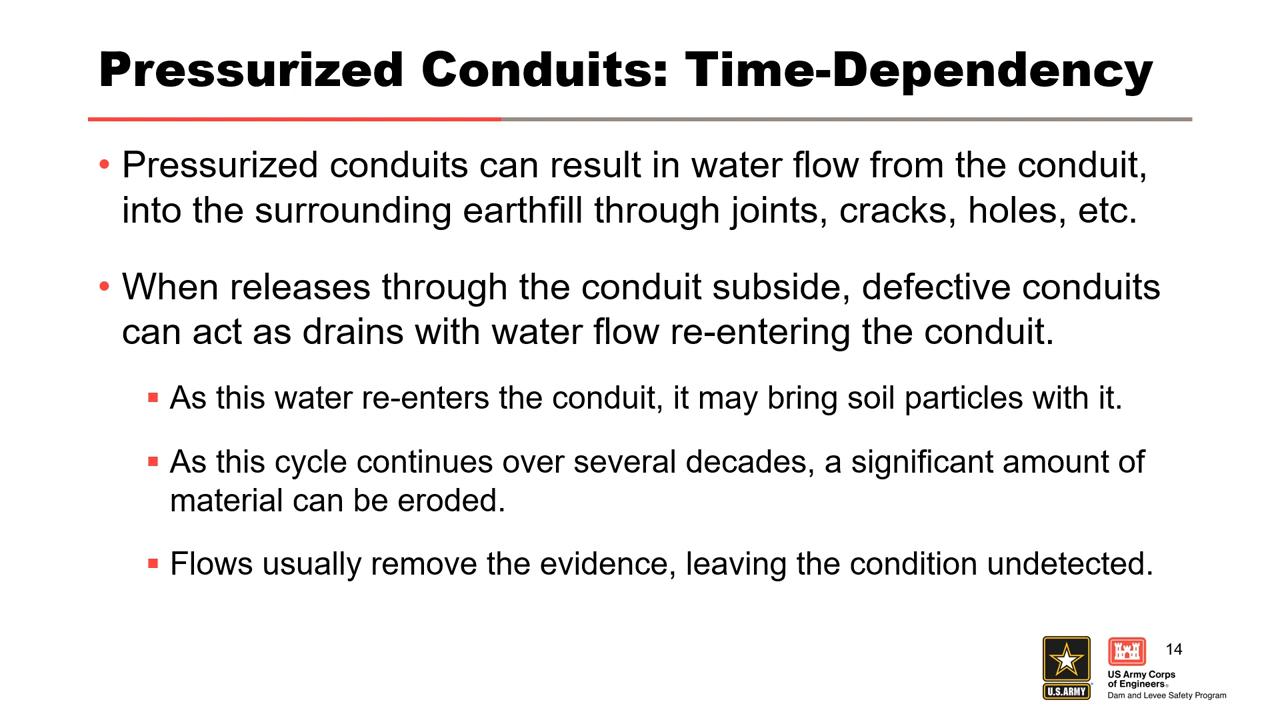 Pressurized Conduits: Time-Dependency
• Pressurized conduits can result in water flow from the conduit,
into the surrounding earthfill through joints, cracks, holes, etc.
• When releases through the conduit subside, defective conduits
can act as drains with water flow re-entering the conduit.
▪ As this water re-enters the conduit, it may bring soil particles with it.
▪ As this cycle continues over several decades, a significant amount of
material can be eroded.
▪ Flows usually remove the evidence, leaving the condition undetected.
U.S.ARMY
US Army Corps
of Engineers®
Dam and Levee Safety Program
14